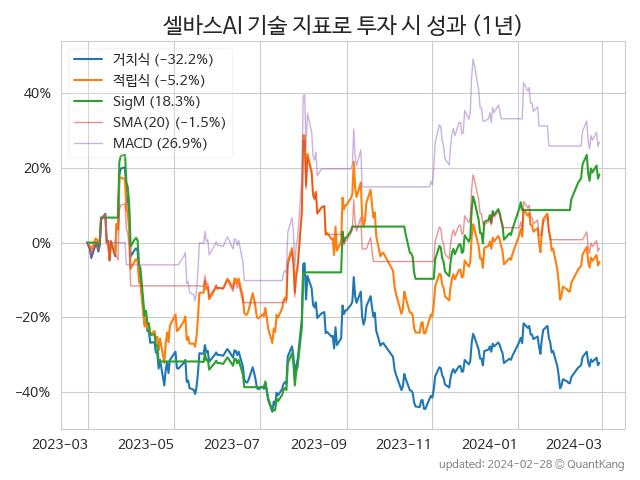 셀바스AI 기술 지표로 투자 시 성과 (1년)
거치식 (−32.2%)
적립식 (−5.2%)
SigM (18.3%)
SMA(20) (−1.5%)
MACD (26.9%)
40%
20%
0%
−20%
−40%
2023-03 2023-05 2023-07 2023-09 2023-11 2024-01 2024-03
updated: 2024-02-28 ⓒ QuantKang